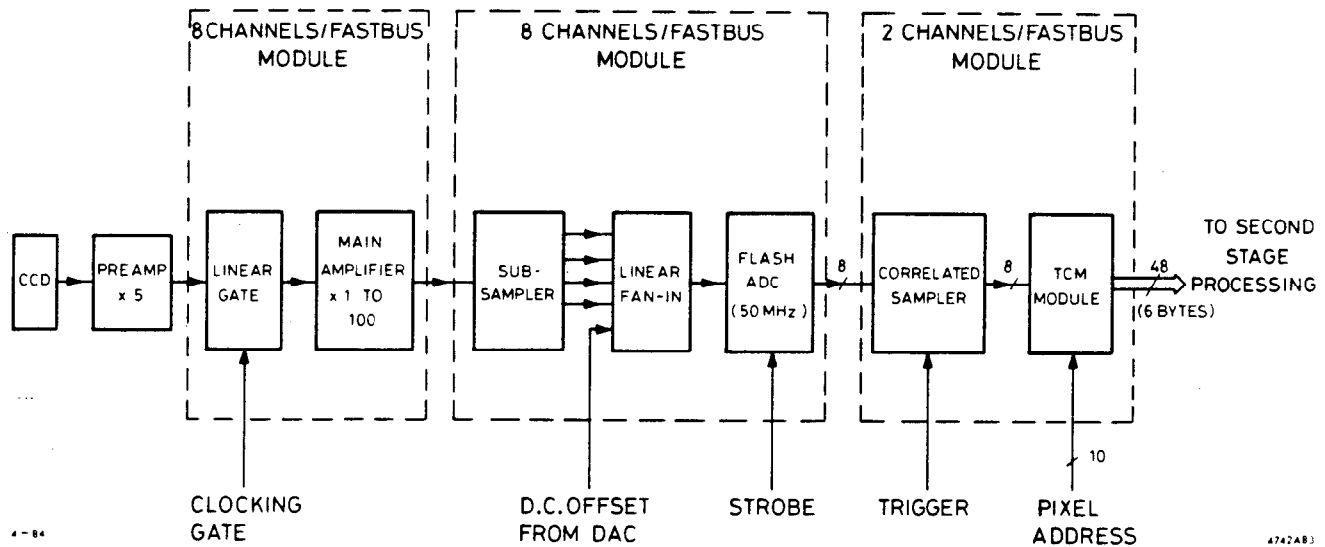 8 CHANNELS/FASTBUS
MODULE
8 CHANNELS/FASTBUS
MODULE
2 CHANNELS/FASTBUS
MODULE
CCD
PREAMP
x 5
LINEAR
GATE
MAIN
AMPLIFIER
x 1 TO
100
SUB-
SAMPLER
LINEAR
FAN-IN
FLASH
ADC
(50 MHz)
8
CORRELATED
SAMPLER
8
TCM
MODULE
48
(6 BYTES)
TO SECOND
STAGE
PROCESSING
10
CLOCKING
GATE
D.C. OFFSET
FROM DAC
STROBE
TRIGGER
PIXEL
ADDRESS
4-84
4742A83